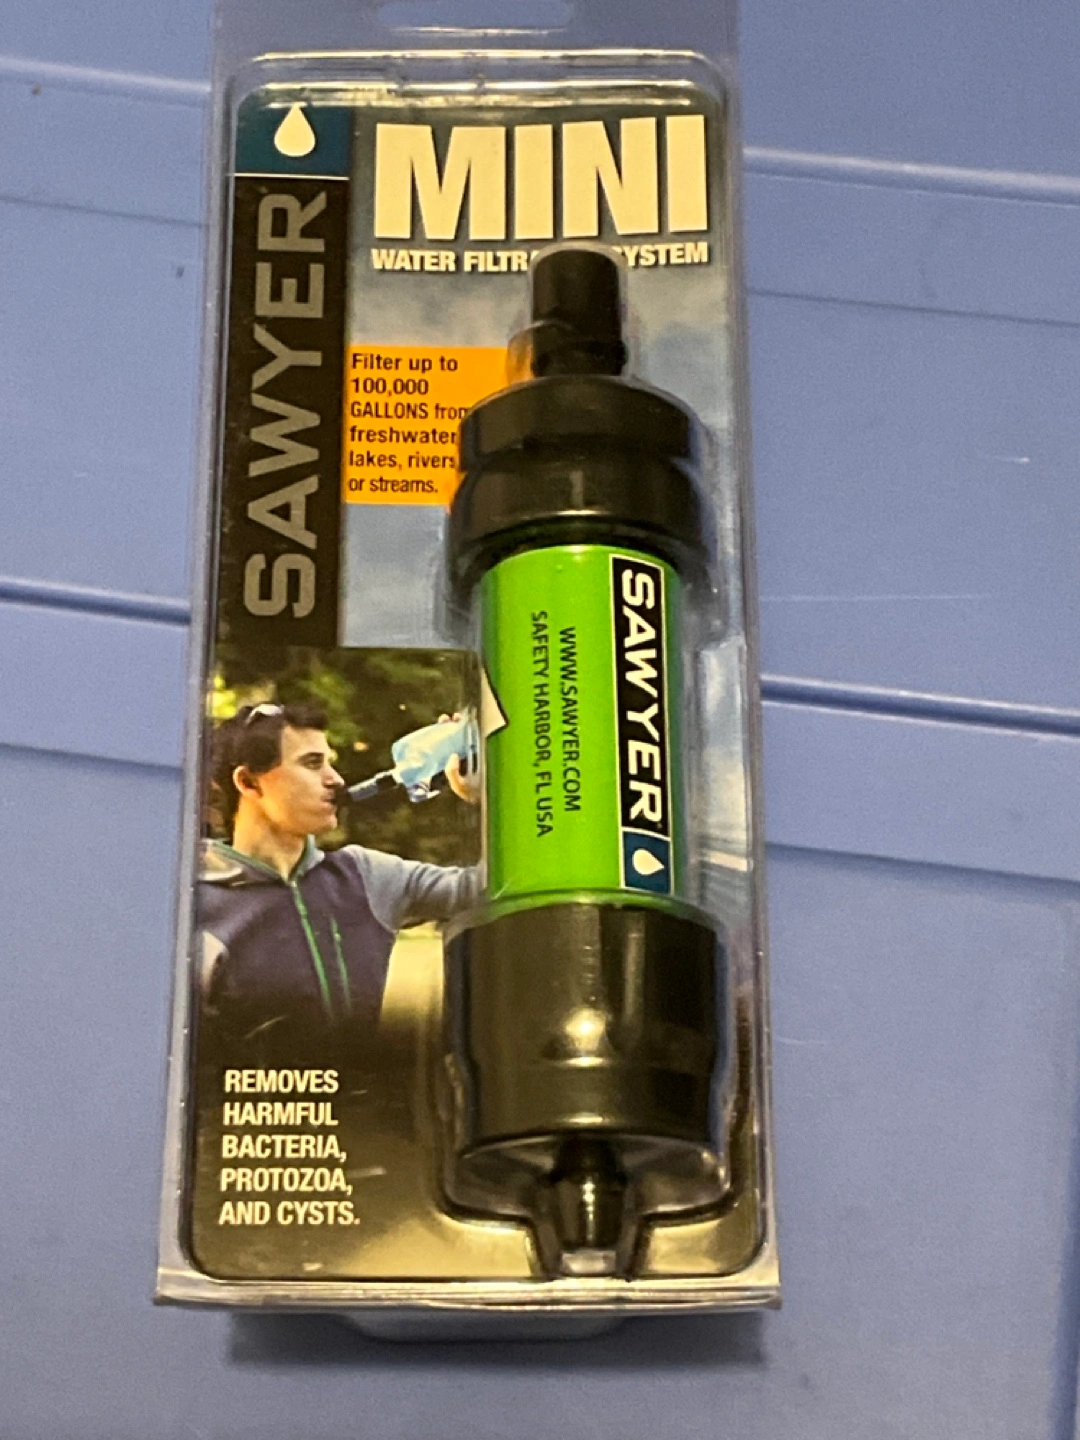 SAWYER
MINI
WATER FILTR YSTEM
Filter up to
100,000
GALLONS from
freshwater
lakes, rivers
or streams.
SAWYER
WWW.SAWYER.COM
SAFETY HARBOR, FL USA
REMOVES
HARMFUL
BACTERIA,
PROTOZOA,
AND CYSTS.